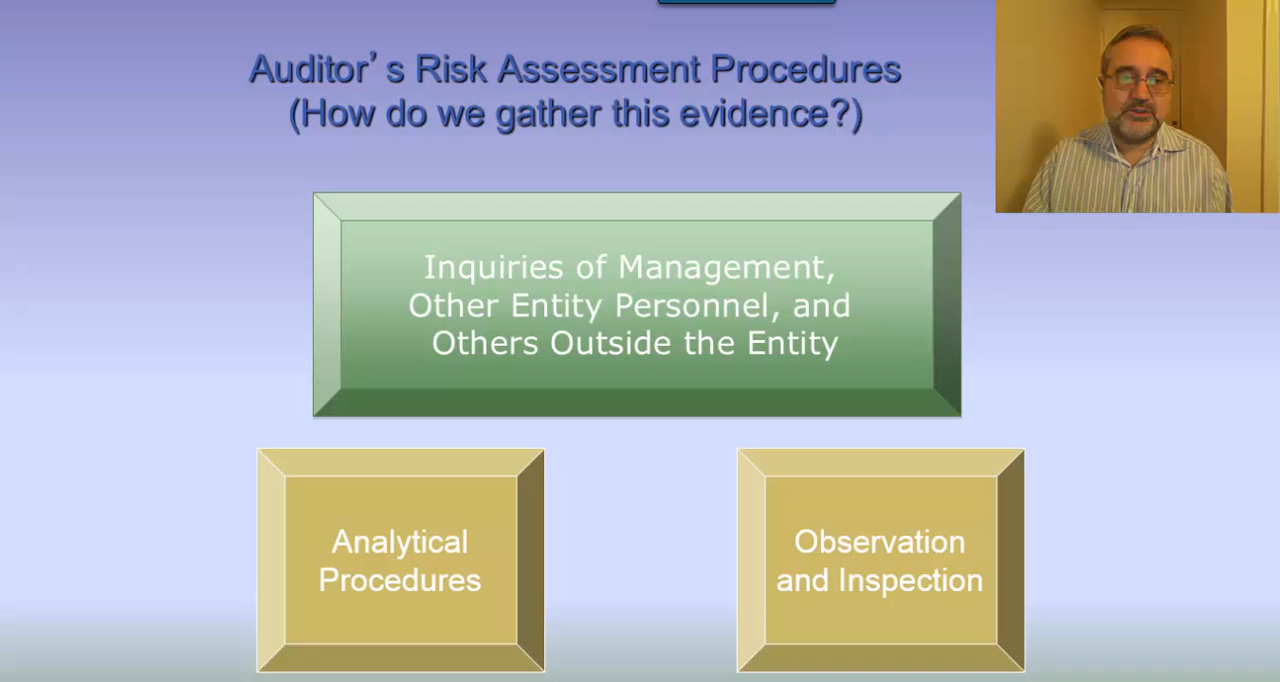 Auditor’s Risk Assessment Procedures
(How do we gather this evidence?)
Inquiries of Management,
Other Entity Personnel, and
Others Outside the Entity
Analytical
Procedures
Observation
and Inspection